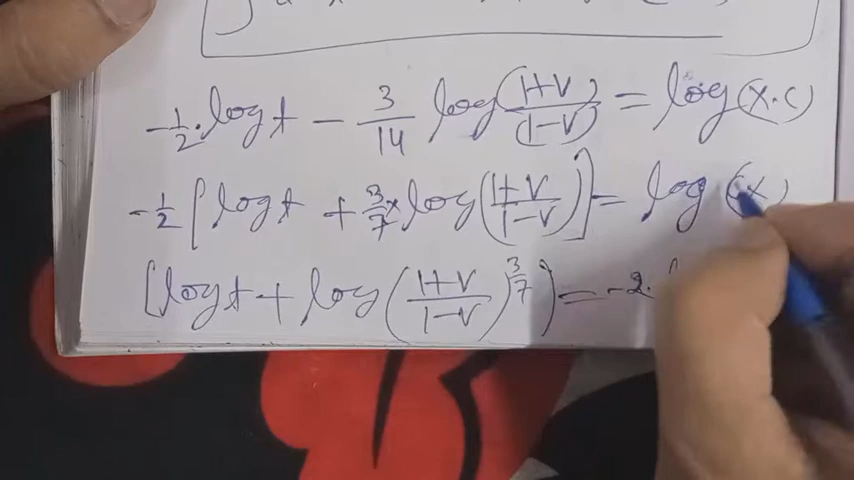 -1/2 · log t - 3/14 log((1+V)/(1-V)) = log(x·c)
-1/2 [log t + 3/7 × log((1+V)/(1-V))] = log(cx)
[log t + log((1+V)/(1-V))^(3/7) = -2·